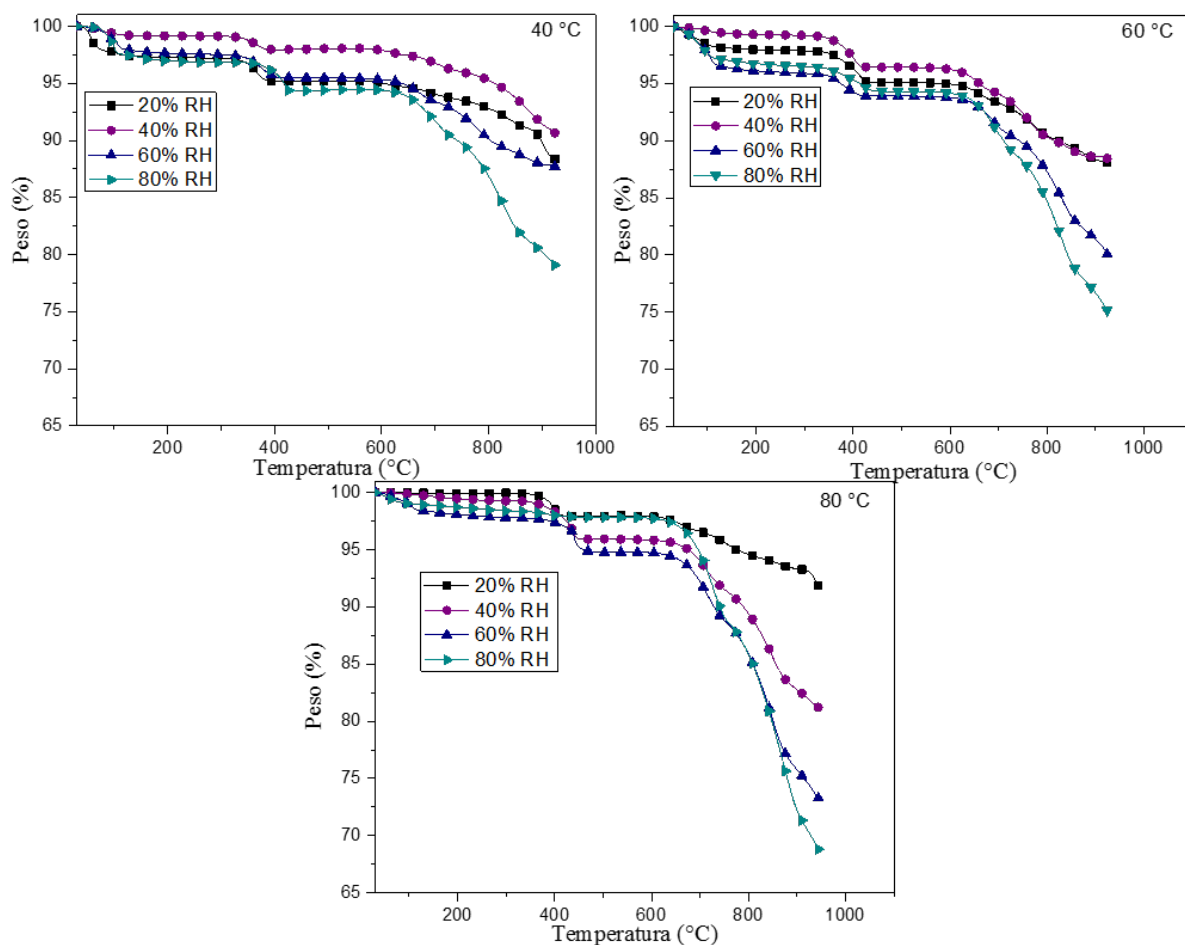 40 °C
100
95
90
85
80
75
70
65
Peso (%)
20% RH
40% RH
60% RH
80% RH
200
400
600
800
1000
Temperatura (°C)
60 °C
100
95
90
85
80
75
70
65
Peso (%)
20% RH
40% RH
60% RH
80% RH
200
400
600
800
1000
Temperatura (°C)
80 °C
100
95
90
85
80
75
70
65
Peso (%)
20% RH
40% RH
60% RH
80% RH
200
400
600
800
1000
Temperatura (°C)